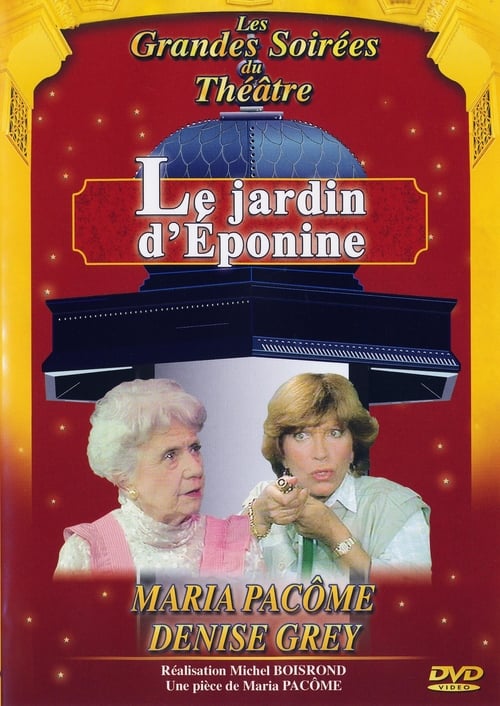 Les
Grandes Soirées
du
Théâtre
Le jardin
d'Éponine
MARIA PACÔME
DENISE GREY
Réalisation Michel BOISROND
Une pièce de Maria PACÔME
DVD
VIDEO